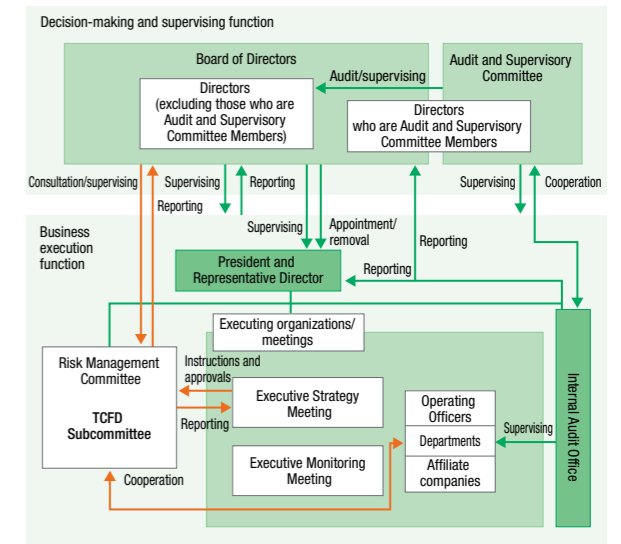 Decision-making and supervising function
Board of Directors
Audit and Supervisory
Committee
Audit/supervising
Directors
(excluding those who are
Audit and Supervisory
Committee Members)
Directors
who are Audit and Supervisory
Committee Members
Consultation/supervising
Supervising
Reporting
Supervising
Cooperation
Reporting
Supervising
Appointment/
removal
Reporting
Business
execution
function
President and
Representative Director
Reporting
Executing organizations/
meetings
Risk Management
Committee
TCFD
Subcommittee
Instructions and
approvals
Reporting
Executive Strategy
Meeting
Executive Monitoring
Meeting
Operating
Officers
Departments
Affiliate
companies
Supervising
Internal Audit Office
Cooperation